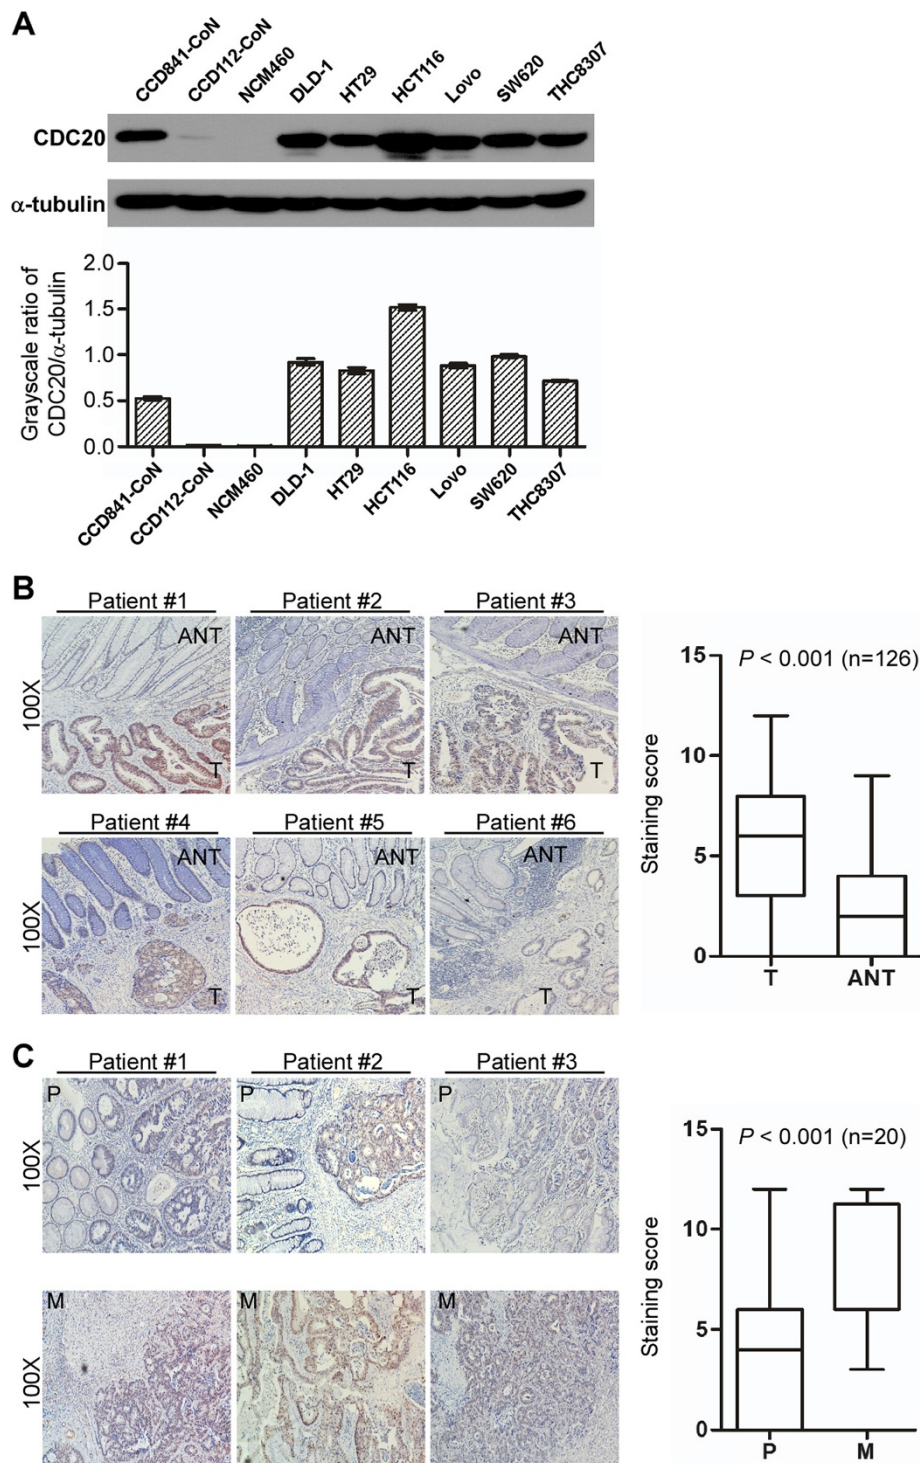 A
CCD841-CoN CCD112-CoN NCM460 DLD-1 HT29 HCT116 Lovo SW620 THC8307
CDC20
α-tubulin
Grayscale ratio of
CDC20/α-tubulin
2.0
1.5
1.0
0.5
0.0
CCD841-CoN CCD112-CoN NCM460 DLD-1 HT29 HCT116 Lovo SW620 THC8307
B
Patient #1 Patient #2 Patient #3
100X
ANT ANT ANT
T T T
Patient #4 Patient #5 Patient #6
100X
ANT ANT ANT
T T T
Staining score
15
10
5
0
P < 0.001 (n=126)
T ANT
C
Patient #1 Patient #2 Patient #3
100X
P P P
100X
M M M
Staining score
15
10
5
0
P < 0.001 (n=20)
P M